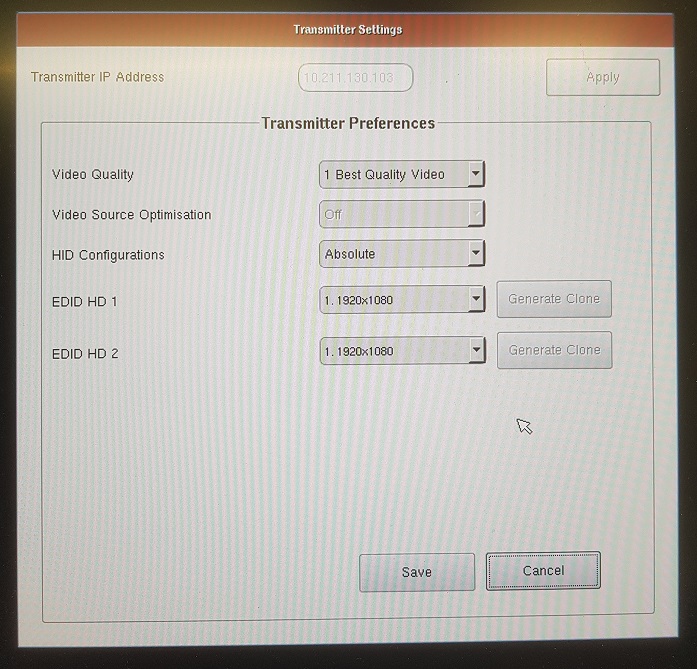 Transmitter Settings
Transmitter IP Address 10.211.130.103 Apply
Transmitter Preferences
Video Quality 1 Best Quality Video
Video Source Optimisation Off
HID Configurations Absolute
EDID HD 1 1. 1920x1080 Generate Clone
EDID HD 2 1. 1920x1080 Generate Clone
Save Cancel